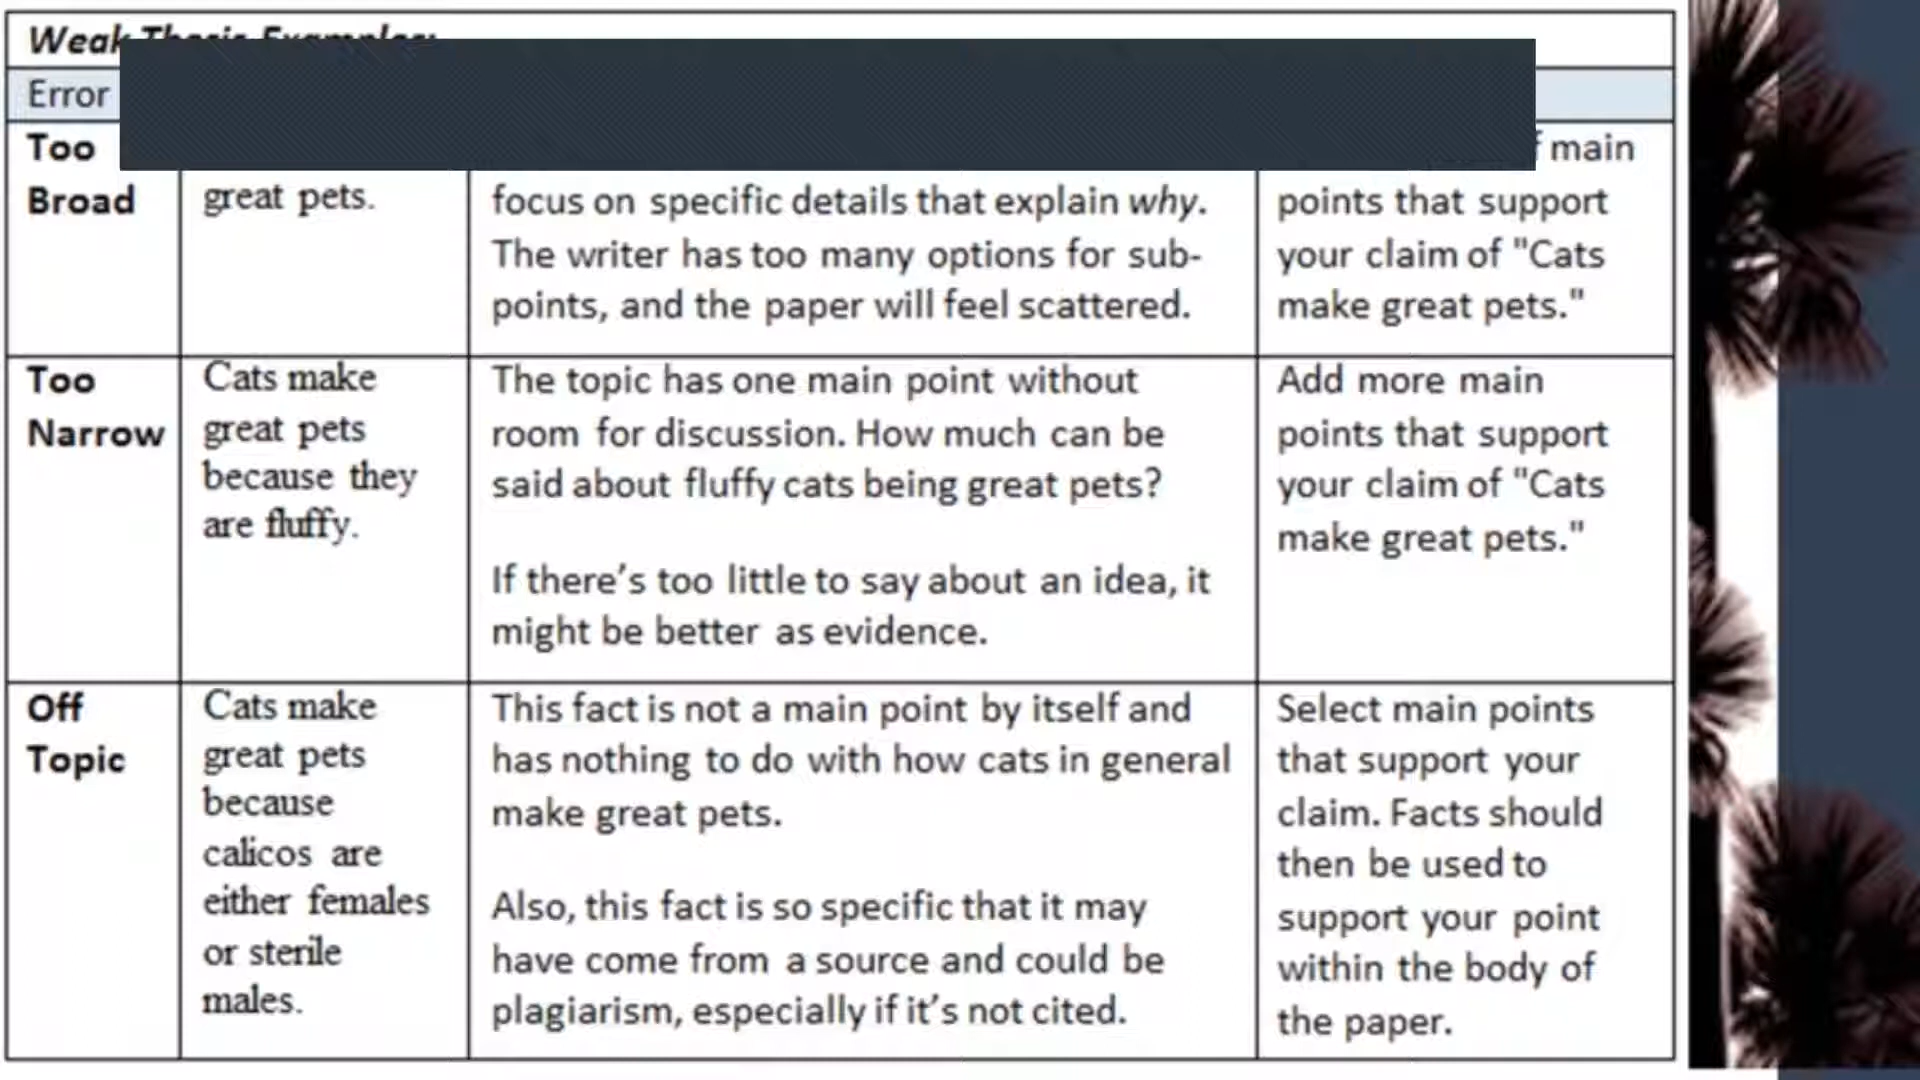 Weak Thesis Examples:
Error
Too
Broad
great pets.
focus on specific details that explain why.
The writer has too many options for sub-
points, and the paper will feel scattered.
main
points that support
your claim of "Cats
make great pets."
Too
Narrow
Cats make
great pets
because they
are fluffy.
The topic has one main point without
room for discussion. How much can be
said about fluffy cats being great pets?
If there's too little to say about an idea, it
might be better as evidence.
Add more main
points that support
your claim of "Cats
make great pets."
Off
Topic
Cats make
great pets
because
calicos are
either females
or sterile
males.
This fact is not a main point by itself and
has nothing to do with how cats in general
make great pets.
Also, this fact is so specific that it may
have come from a source and could be
plagiarism, especially if it's not cited.
Select main points
that support your
claim. Facts should
then be used to
support your point
within the body of
the paper.